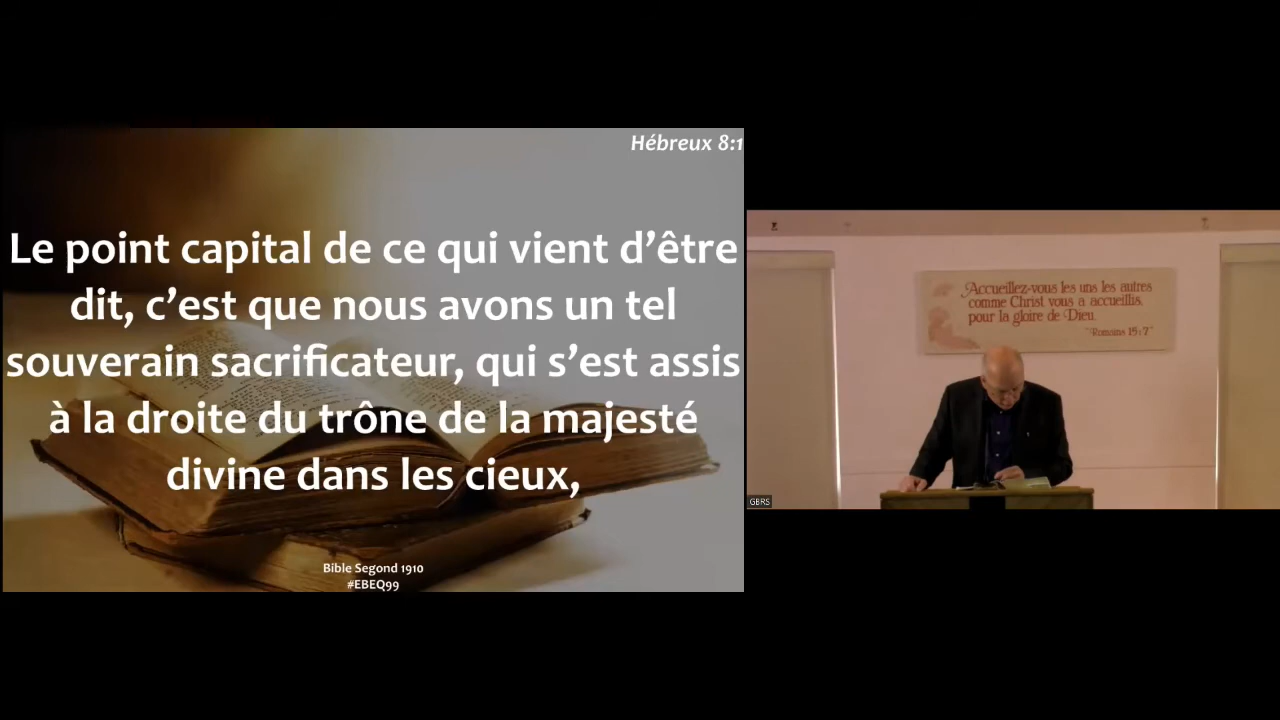 Hébreux 8:1
Le point capital de ce qui vient d’être
dit, c’est que nous avons un tel
souverain sacrificateur, qui s’est assis
à la droite du trône de la majesté
divine dans les cieux,
Bible Segond 1910
#EBEQ99
Accueillez-vous les uns les autres
comme Christ vous a accueillis,
pour la gloire de Dieu.
"Romains 15:7"
GBRS